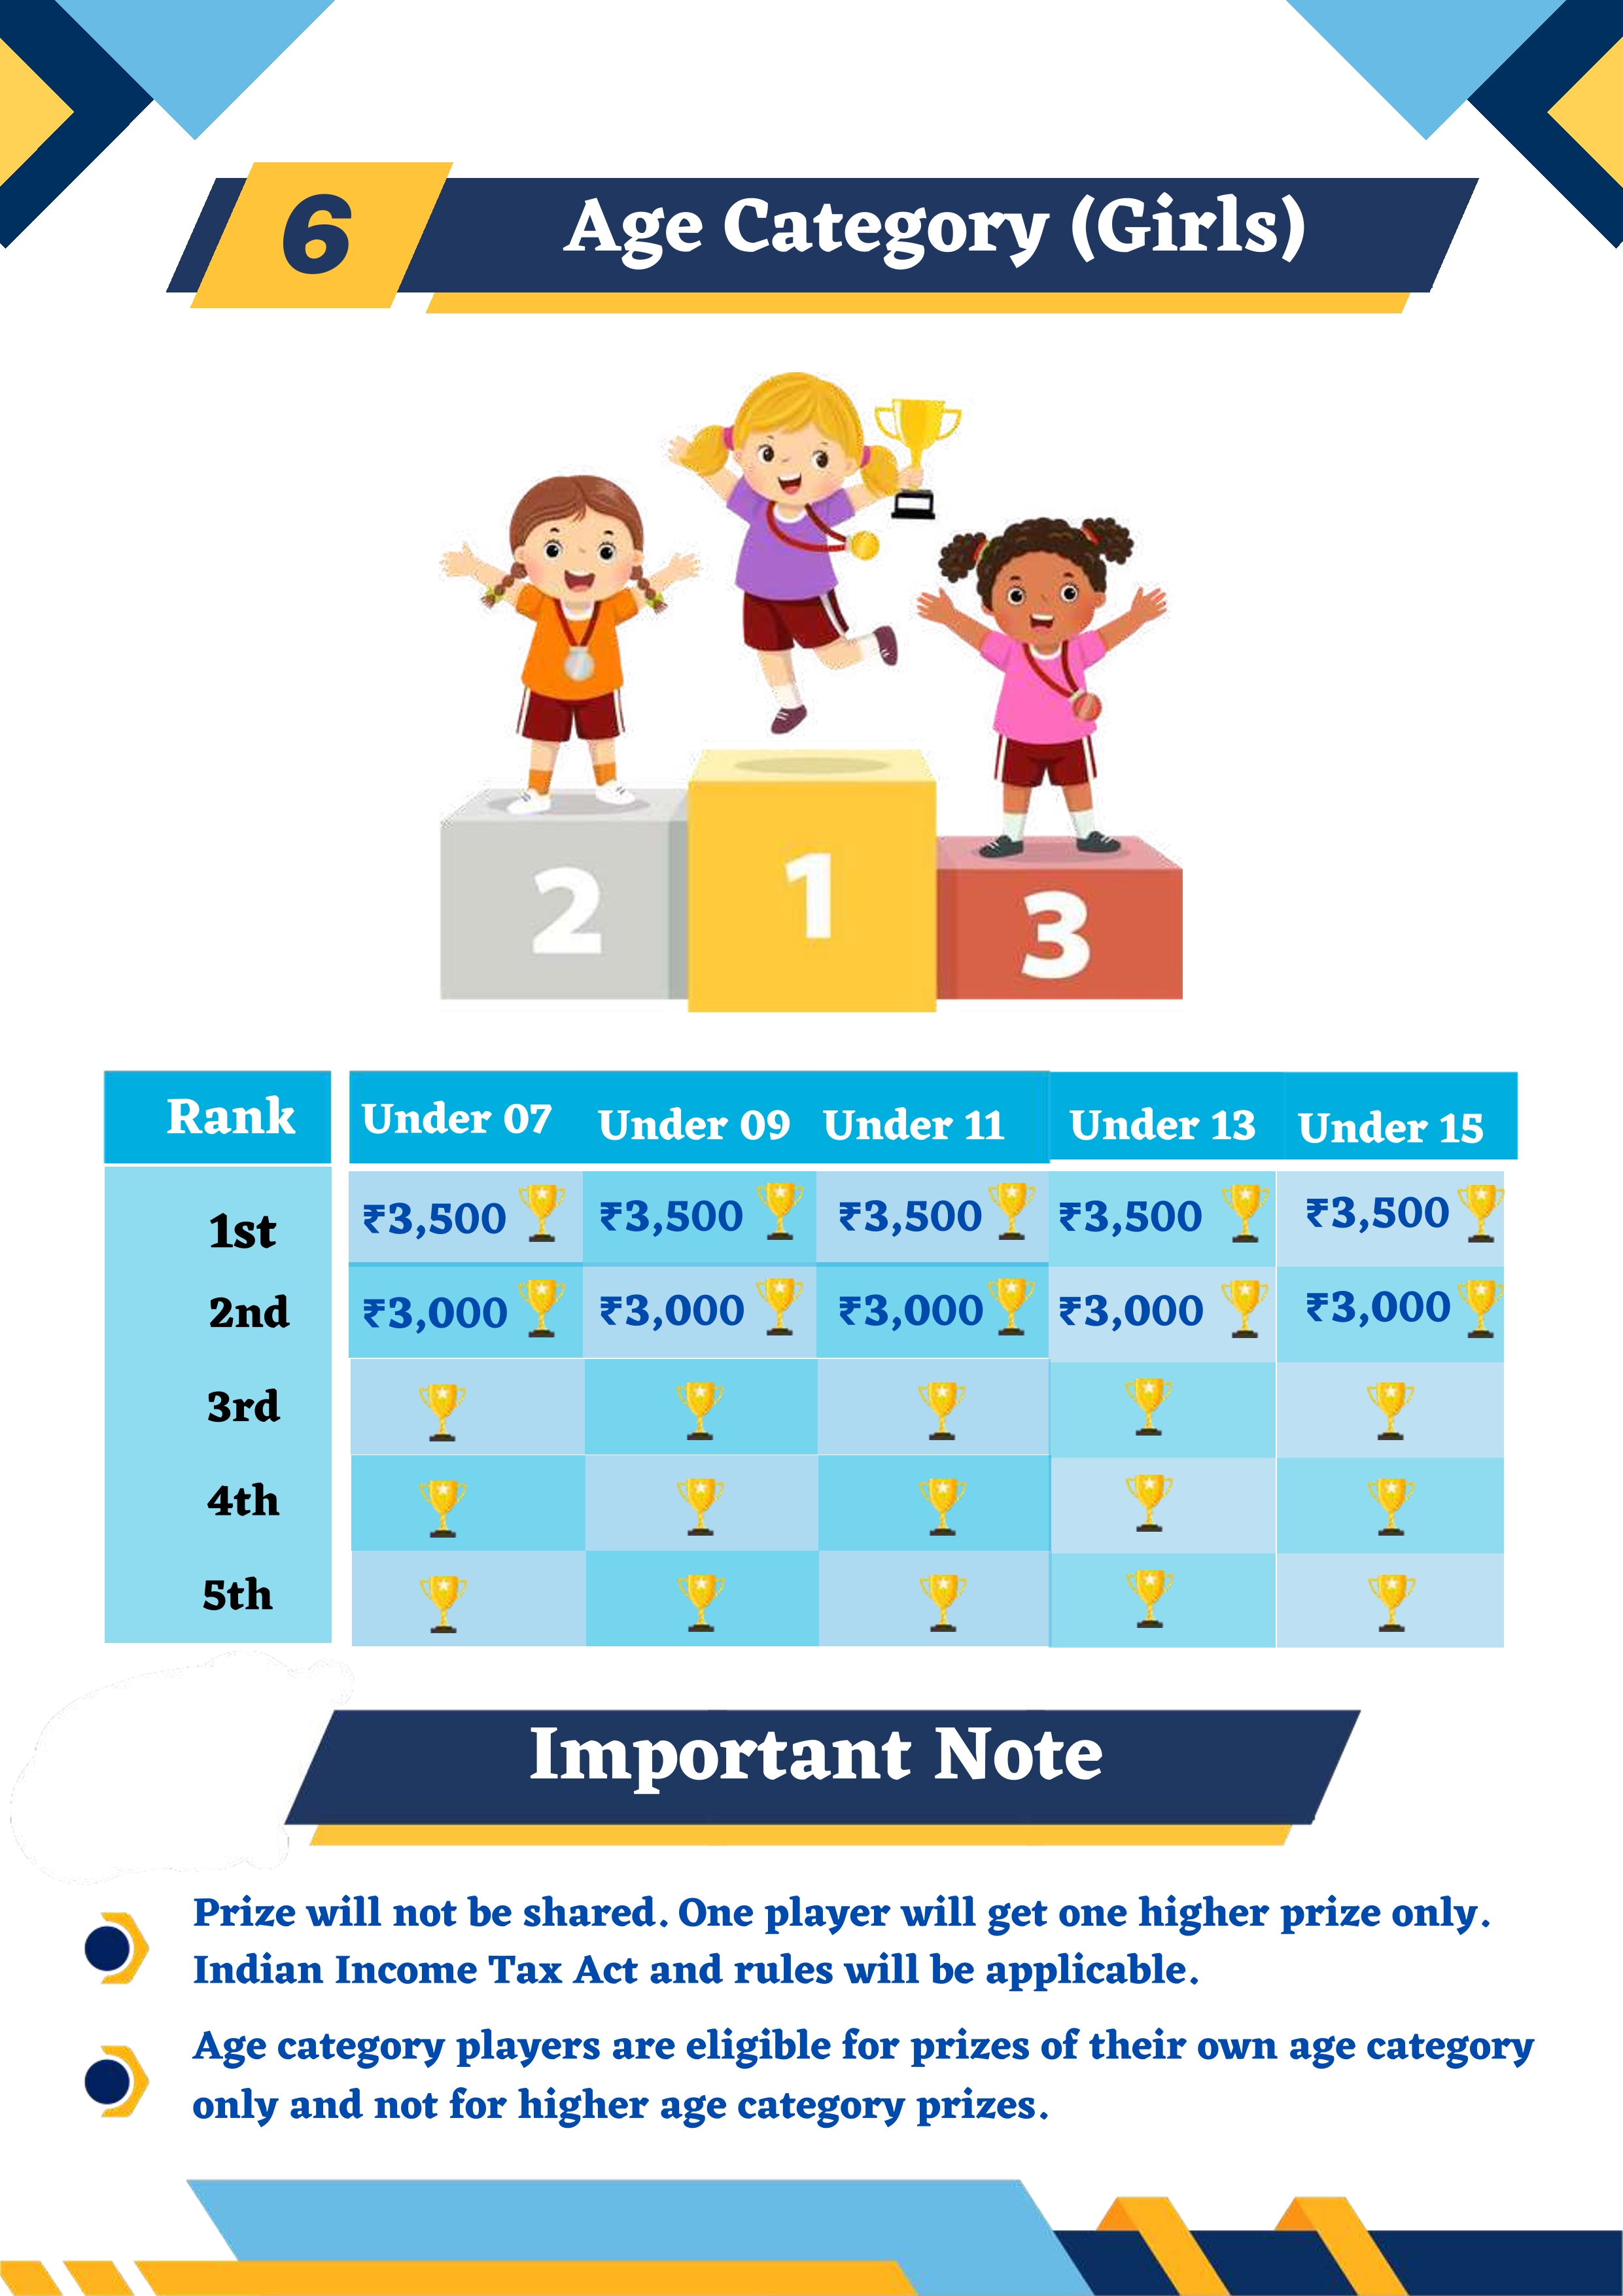 6 Age Category (Girls)
2 1 3
Rank Under 07 Under 09 Under 11 Under 13 Under 15
1st ₹3,500 ₹3,500 ₹3,500 ₹3,500 ₹3,500
2nd ₹3,000 ₹3,000 ₹3,000 ₹3,000 ₹3,000
3rd
4th
5th
Important Note
Prize will not be shared. One player will get one higher prize only.
Indian Income Tax Act and rules will be applicable.
Age category players are eligible for prizes of their own age category
only and not for higher age category prizes.